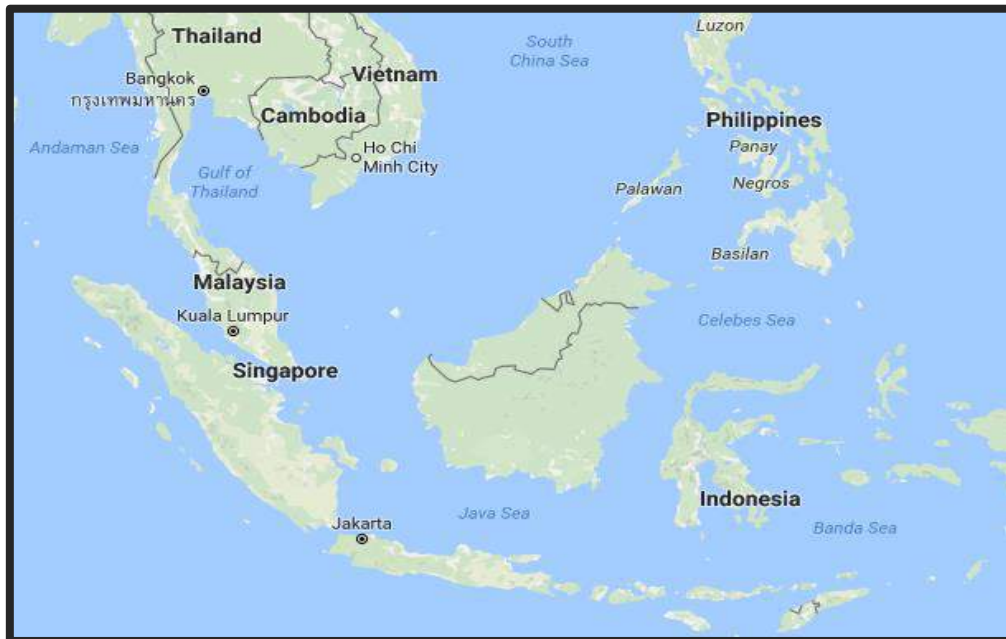 Luzon
Thailand
South
China Sea
Vietnam
Bangkok
กรุงเทพมหานคร
Cambodia
Philippines
Andaman Sea
Ho Chi
Minh City
Panay
Gulf of
Thailand
Palawan
Negros
Basilan
Malaysia
Kuala Lumpur
Celebes Sea
Singapore
Indonesia
Java Sea
Jakarta
Banda Sea